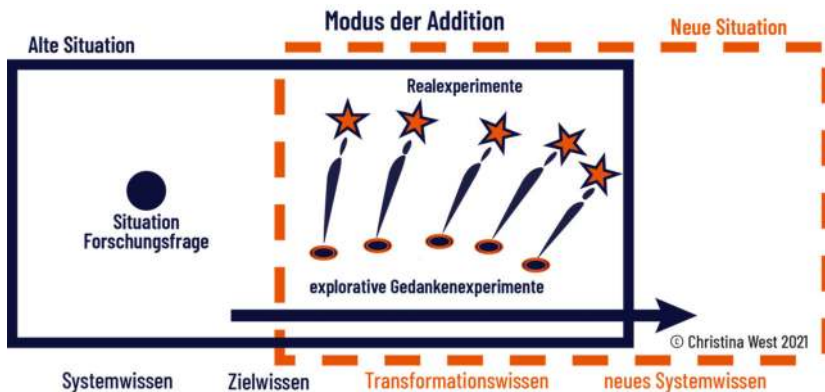 Modus der Addition
Alte Situation
Neue Situation
Realexperimente
Situation
Forschungsfrage
explorative Gedankenexperimente
© Christina West 2021
Systemwissen Zielwissen Transformationswissen neues Systemwissen